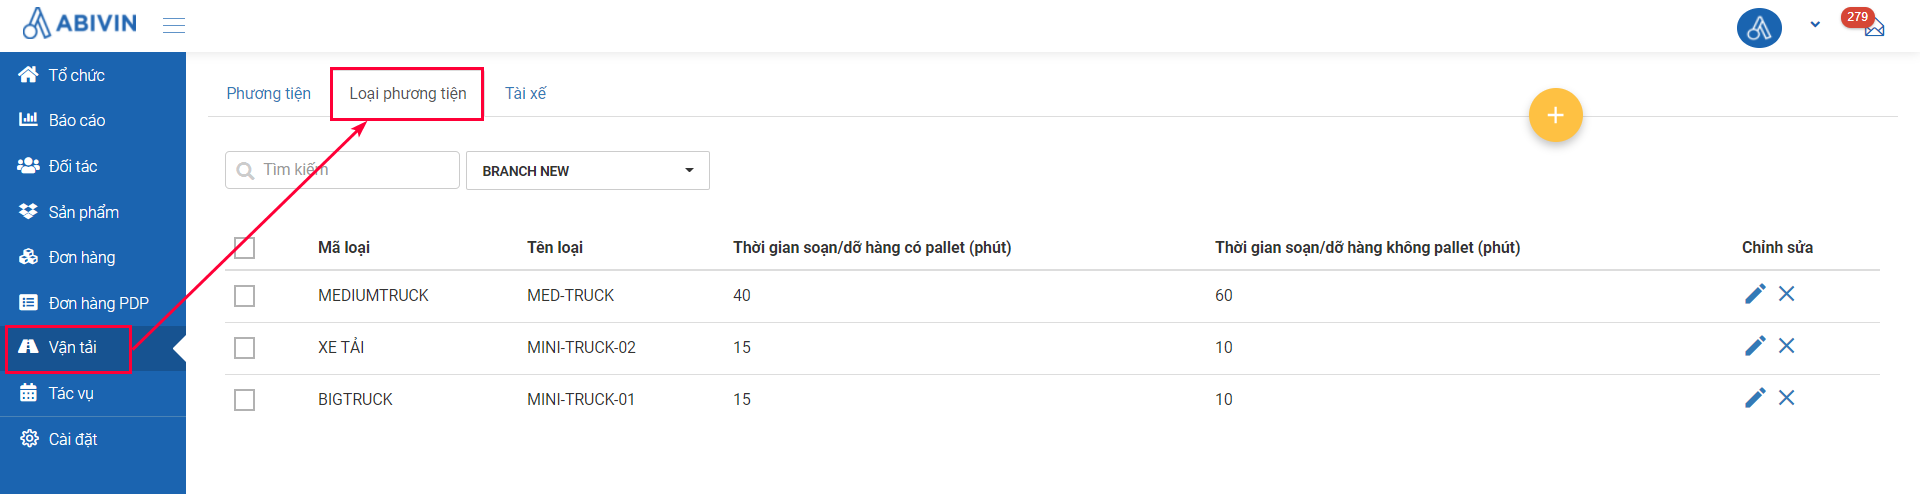 ABIVIN
279
Tổ chức
Báo cáo
Đối tác
Sản phẩm
Đơn hàng
Đơn hàng PDP
Vận tải
Tác vụ
Cài đặt
Phương tiện Loại phương tiện Tài xế
+
Tìm kiếm BRANCH NEW
Mã loại Tên loại Thời gian soạn/dỡ hàng có pallet (phút) Thời gian soạn/dỡ hàng không pallet (phút) Chỉnh sửa
MEDIUMTRUCK MED-TRUCK 40 60
XE TẢI MINI-TRUCK-02 15 10
BIGTRUCK MINI-TRUCK-01 15 10